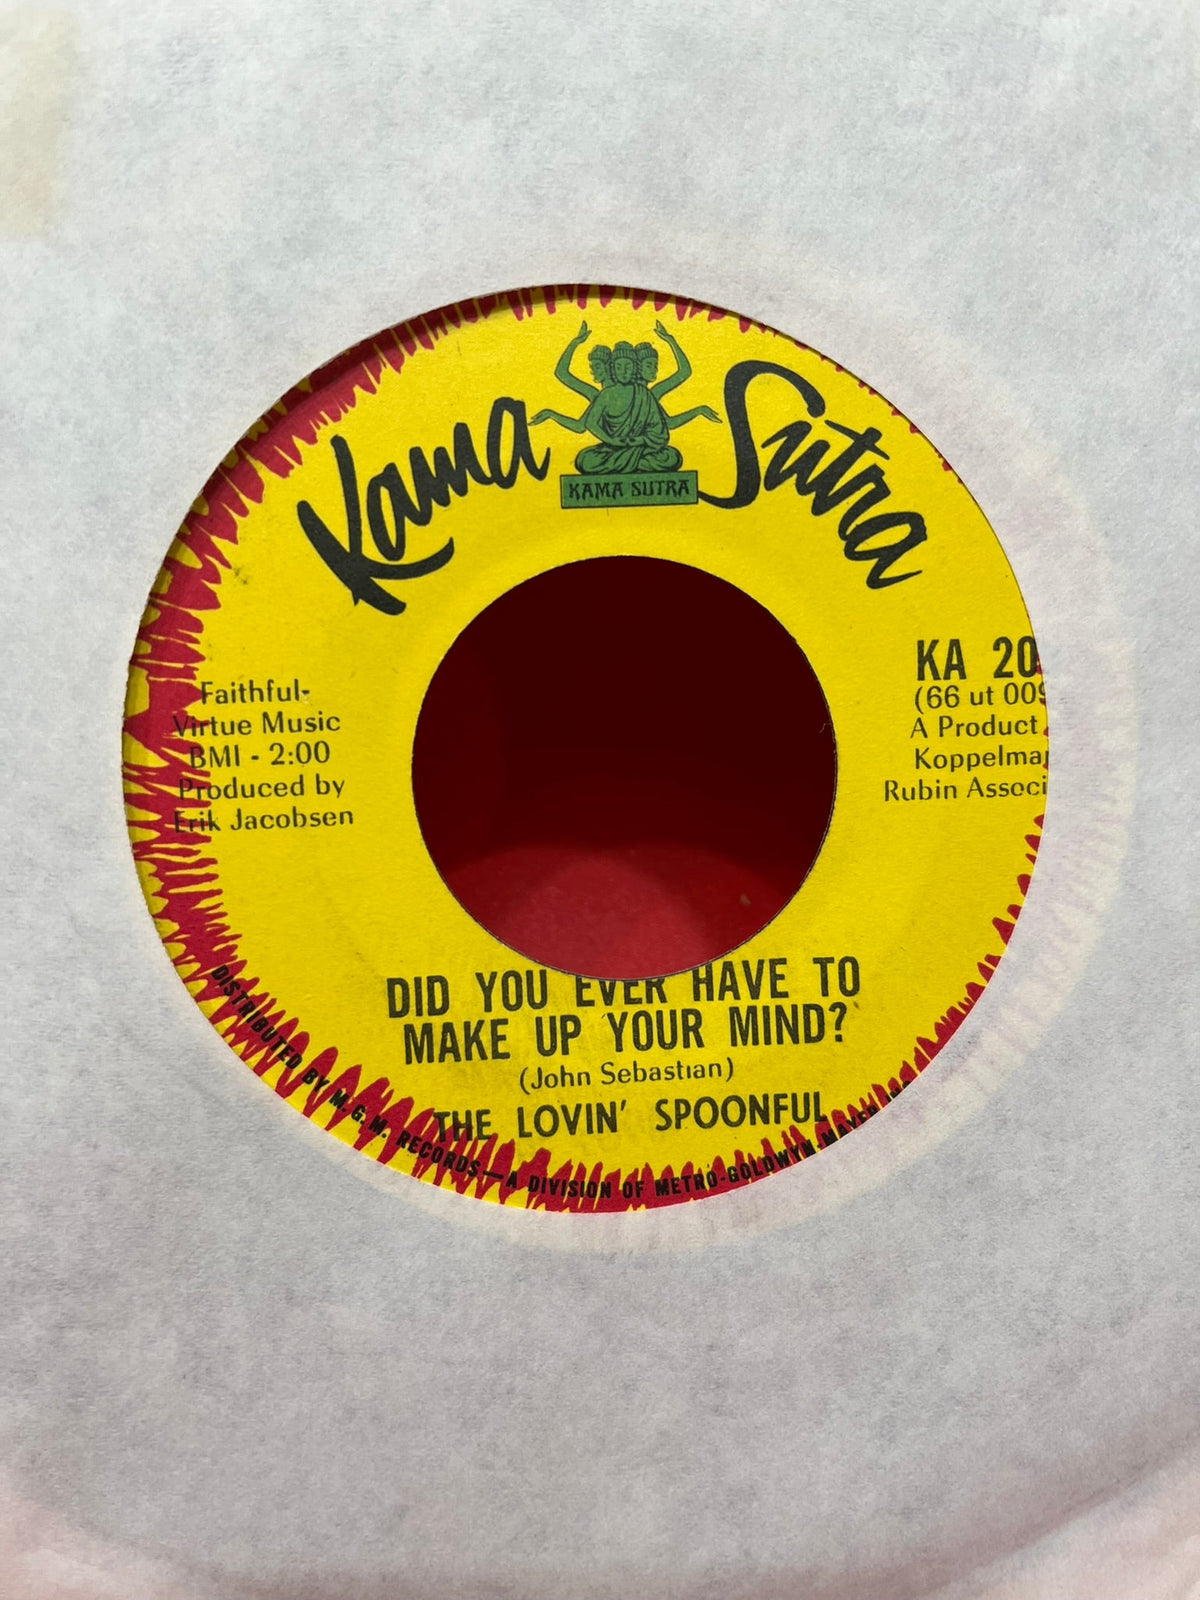 Kama Sutra
KAMA SUTRA
KA 20
(66 ut 009
A Product
Koppelma
Rubin Associ
Faithful-
Virtue Music
BMI - 2:00
Produced by
Erik Jacobsen
DID YOU EVER HAVE TO
MAKE UP YOUR MIND?
(John Sebastian)
THE LOVIN' SPOONFUL
DISTRIBUTED BY M.G.M. RECORDS—A DIVISION OF METRO-GOLDWYN-MAYER